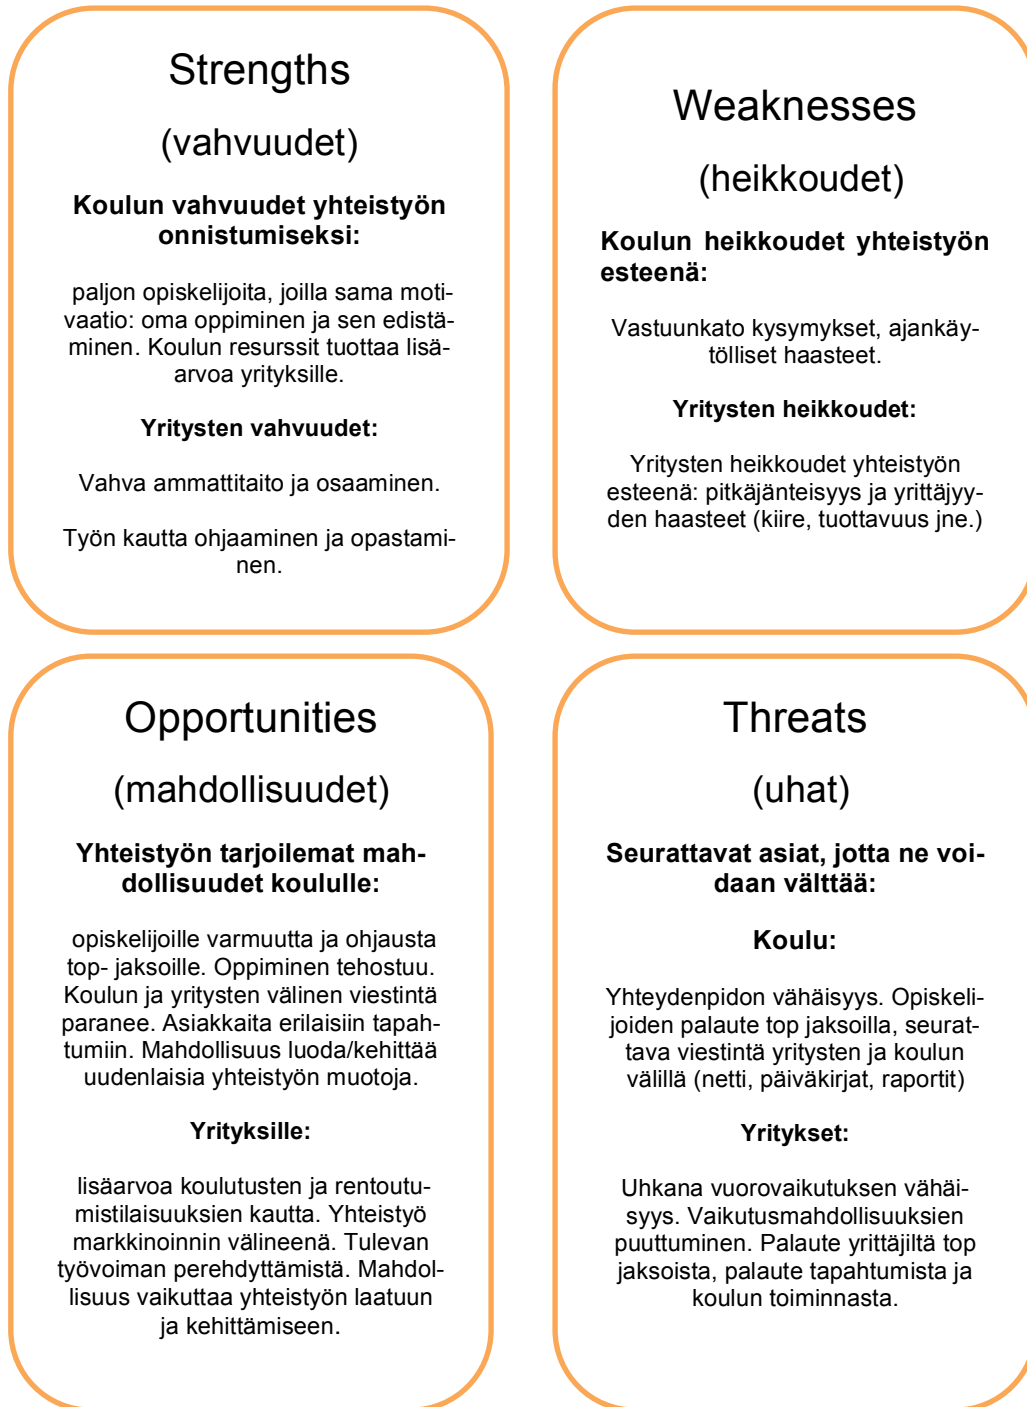 Strengths
(vahvuudet)
Koulun vahvuudet yhteistyön
onnistumiseksi:
paljon opiskelijoita, joilla sama moti-
vaatio: oma oppiminen ja sen edistä-
minen. Koulun resurssit tuottaa lisä-
arvoa yrityksille.
Yritysten vahvuudet:
Vahva ammattitaito ja osaaminen.
Työn kautta ohjaaminen ja opastami-
nen.
Weaknesses
(heikkoudet)
Koulun heikkoudet yhteistyön
esteenä:
Vastuunkato kysymykset, ajankäy-
tölliset haasteet.
Yritysten heikkoudet:
Yritysten heikkoudet yhteistyön
esteenä: pitkäjänteisyys ja yrittäjyy-
den haasteet (kiire, tuottavuus jne.)
Opportunities
(mahdollisuudet)
Yhteistyön tarjoilemat mah-
dollisuudet koululle:
opiskelijoille varmuutta ja ohjausta
top- jaksoille. Oppiminen tehostuu.
Koulun ja yritysten välinen viestintä
paranee. Asiakkaita erilaisiin tapah-
tumiin. Mahdollisuus luoda/kehittää
uudenlaisia yhteistyön muotoja.
Yrityksille:
lisäarvoa koulutusten ja rentoutu-
mistilaisuuksien kautta. Yhteistyö
markkinoinnin välineenä. Tulevan
työvoiman perehdyttämistä. Mahdol-
lisuus vaikuttaa yhteistyön laatuun
ja kehittämiseen.
Threats
(uhat)
Seurattavat asiat, jotta ne voi-
daan välttää:
Koulu:
Yhteydenpidon vähäisyys. Opiskeli-
joiden palaute top jaksoilla, seurat-
tava viestintä yritysten ja koulun
välillä (netti, päiväkirjat, raportit)
Yritykset:
Uhkana vuorovaikutuksen vähäi-
syys. Vaikutusmahdollisuuksien
puuttuminen. Palaute yrittäjiltä top
jaksoista, palaute tapahtumista ja
koulun toiminnasta.